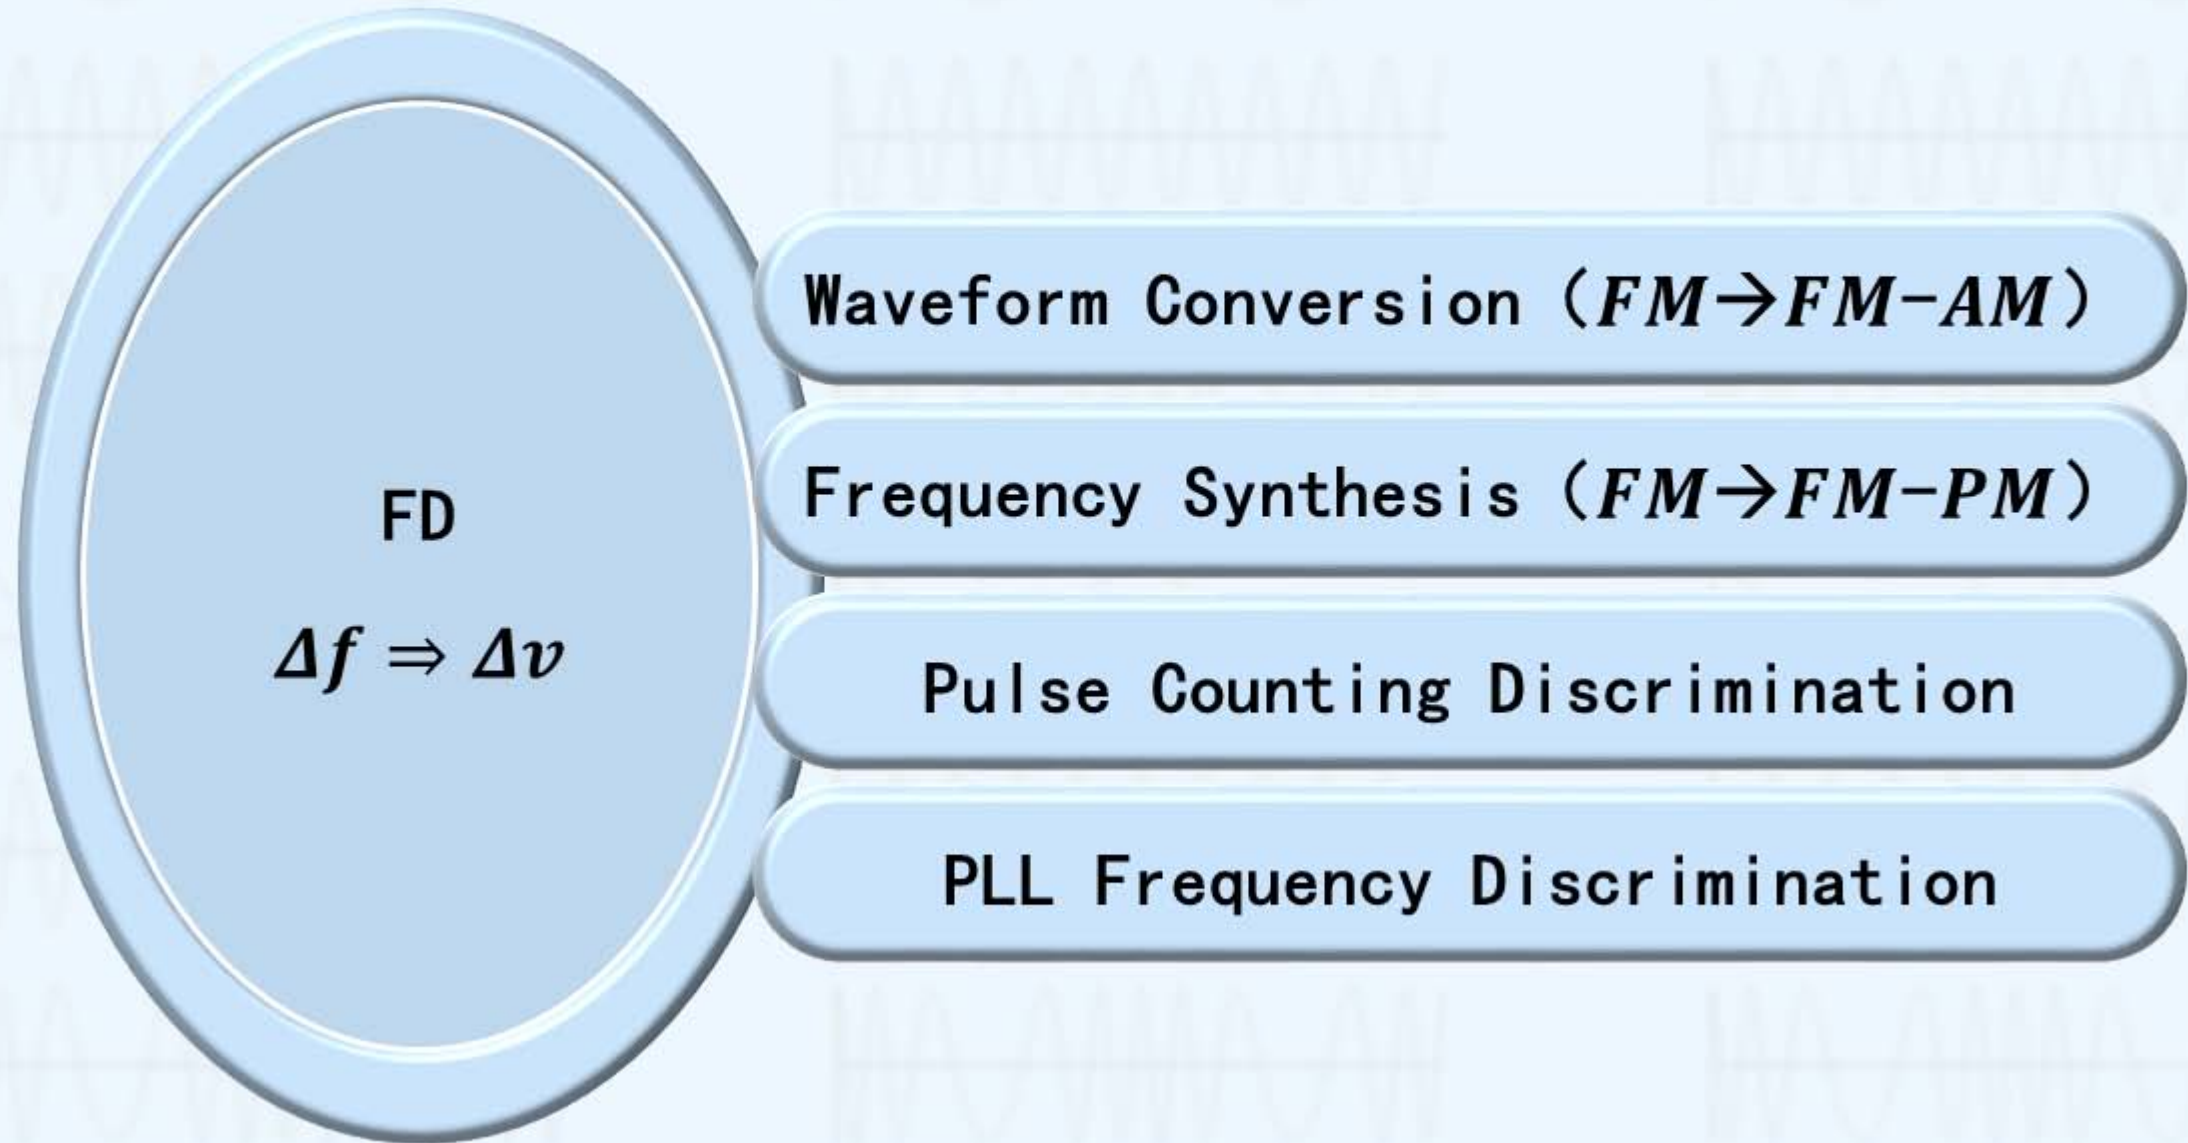 FD
Δf ⇒ Δv
Waveform Conversion (FM→FM-AM)
Frequency Synthesis (FM→FM-PM)
Pulse Counting Discrimination
PLL Frequency Discrimination